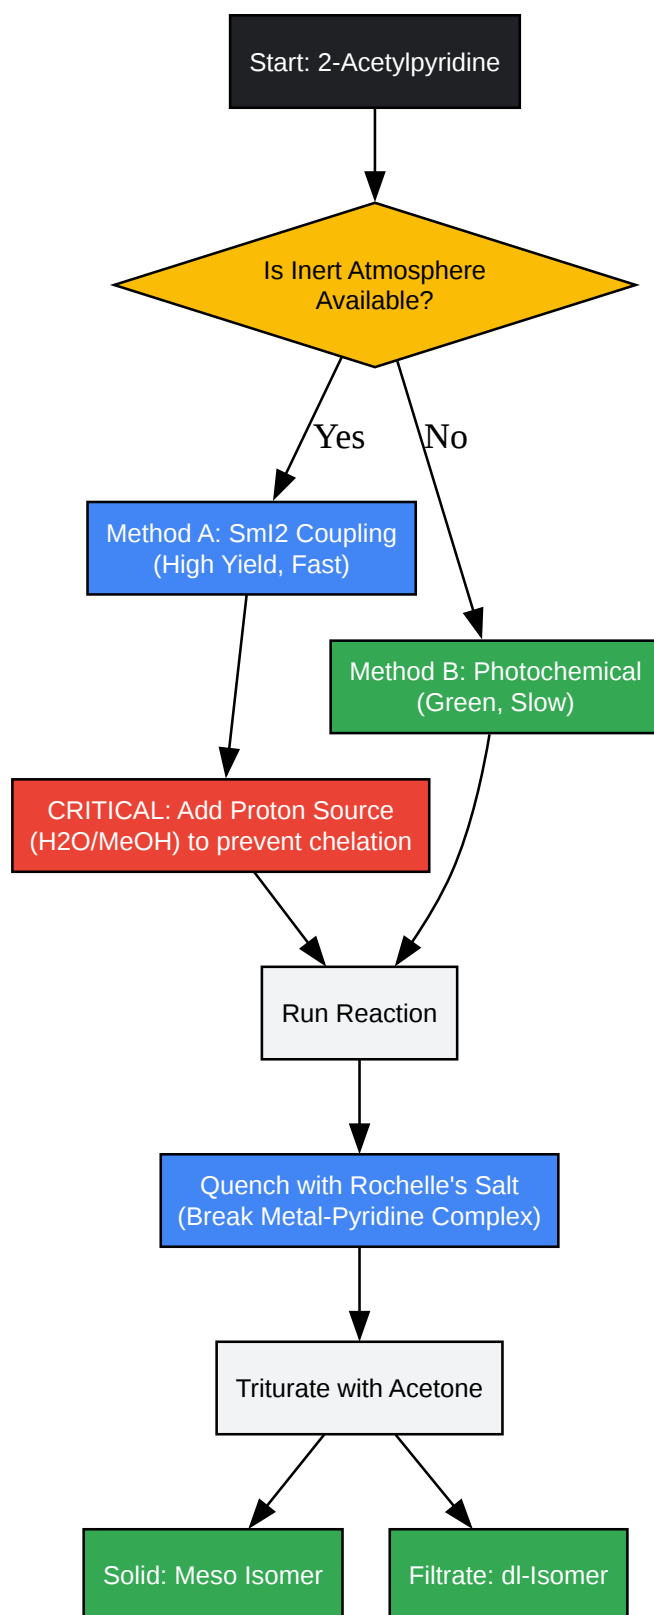 Start: 2-Acetylpyridine
Is Inert Atmosphere
Available?
Yes
No
Method A: SmI2 Coupling
(High Yield, Fast)
Method B: Photochemical
(Green, Slow)
CRITICAL: Add Proton Source
(H2O/MeOH) to prevent chelation
Run Reaction
Quench with Rochelle's Salt
(Break Metal-Pyridine Complex)
Triturate with Acetone
Solid: Meso Isomer
Filtrate: dl-Isomer